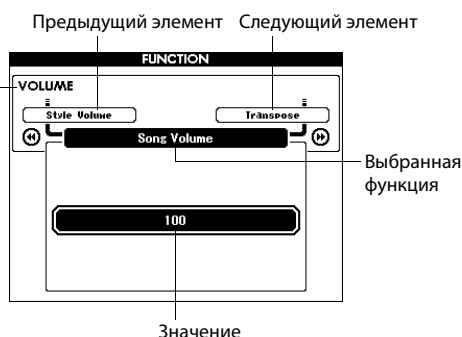 Предыдущий элемент Следующий элемент
FUNCTION
VOLUME
Style Volume Transpose
Song Volume
Выбранная
функция
100
Значение